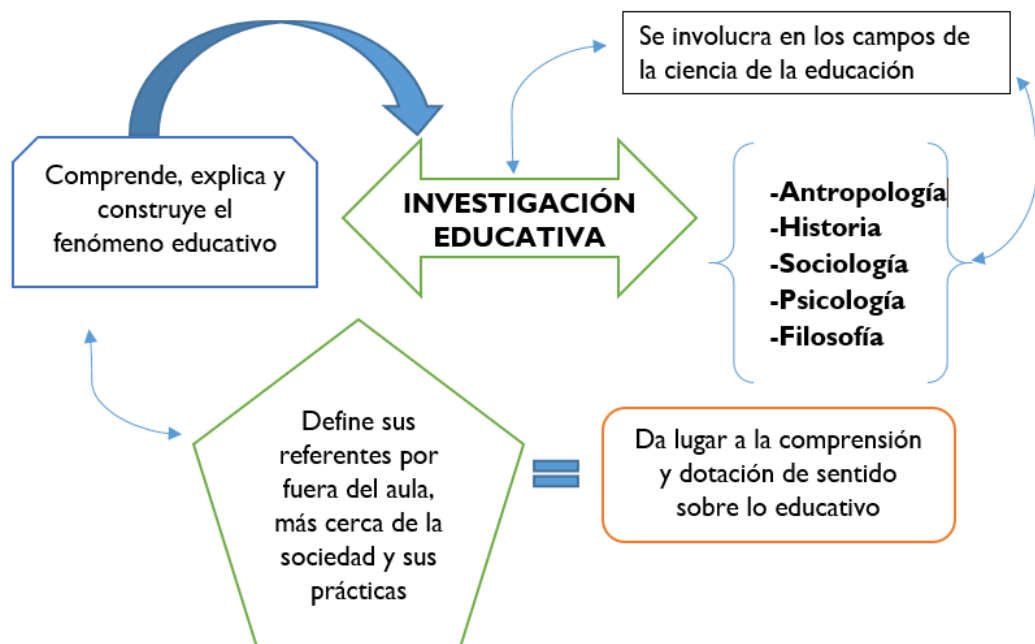 Se involucra en los campos de
la ciencia de la educación
Comprende, explica y
construye el
fenómeno educativo
INVESTIGACIÓN
EDUCATIVA
-Antropología
-Historia
-Sociología
-Psicología
-Filosofía
Define sus
referentes por
fuera del aula,
más cerca de la
sociedad y sus
prácticas
Da lugar a la comprensión
y dotación de sentido
sobre lo educativo